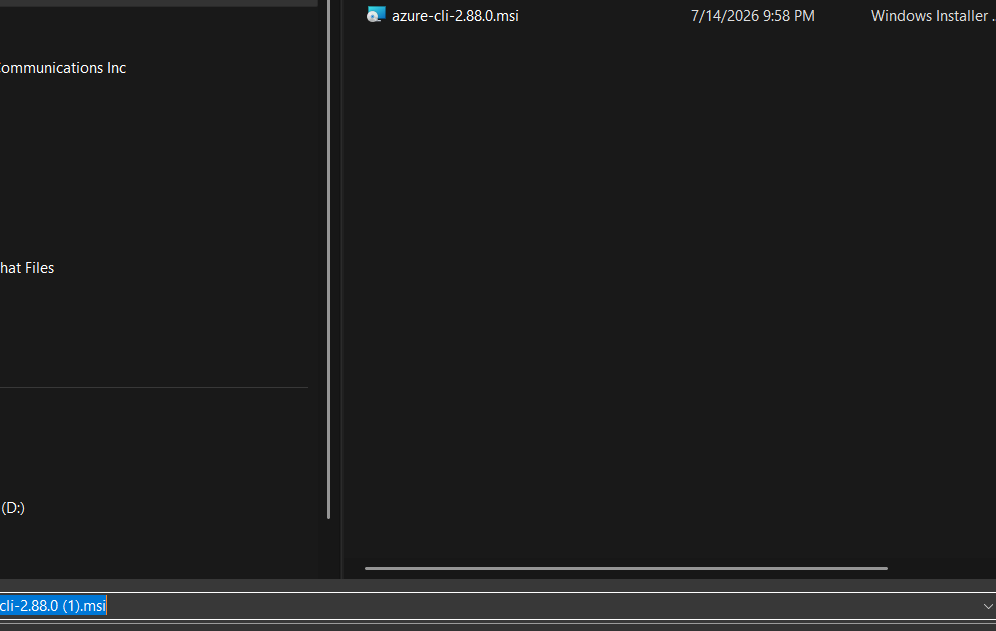 azure-cli-2.88.0.msi 7/14/2026 9:58 PM Windows Installer ..
ommunications Inc
hat Files
(D:)
cli-2.88.0 (1).msi